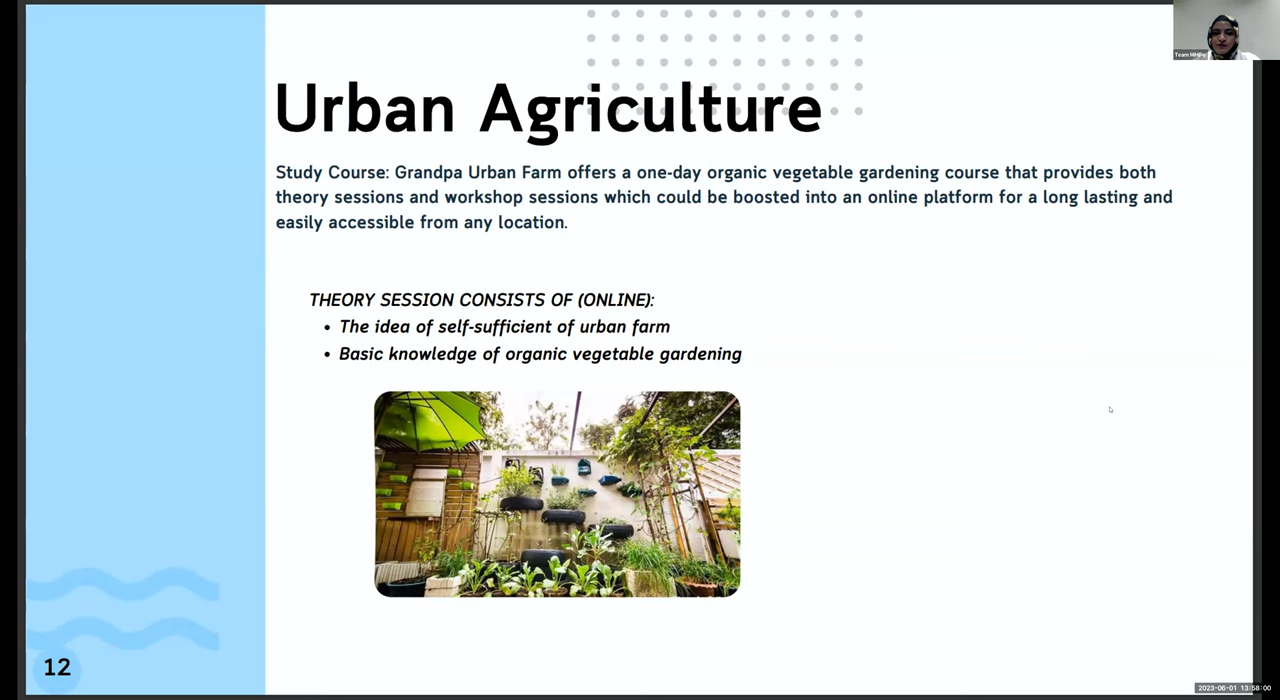 Urban Agriculture
Study Course: Grandpa Urban Farm offers a one-day organic vegetable gardening course that provides both
theory sessions and workshop sessions which could be boosted into an online platform for a long lasting and
easily accessible from any location.
THEORY SESSION CONSISTS OF (ONLINE):
• The idea of self-sufficient of urban farm
• Basic knowledge of organic vegetable gardening
12
2023-06-01 13:58:00